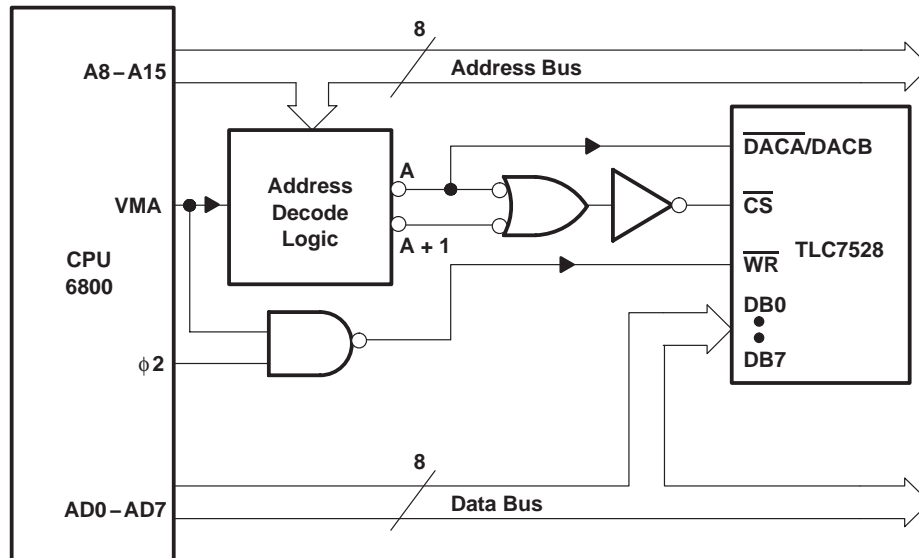 8
A8–A15
Address Bus
A
DACA/DACB
Address
Decode
Logic
VMA
CS
A + 1
TLC7528
CPU
6800
WR
DB0
φ2
DB7
8
AD0–AD7
Data Bus